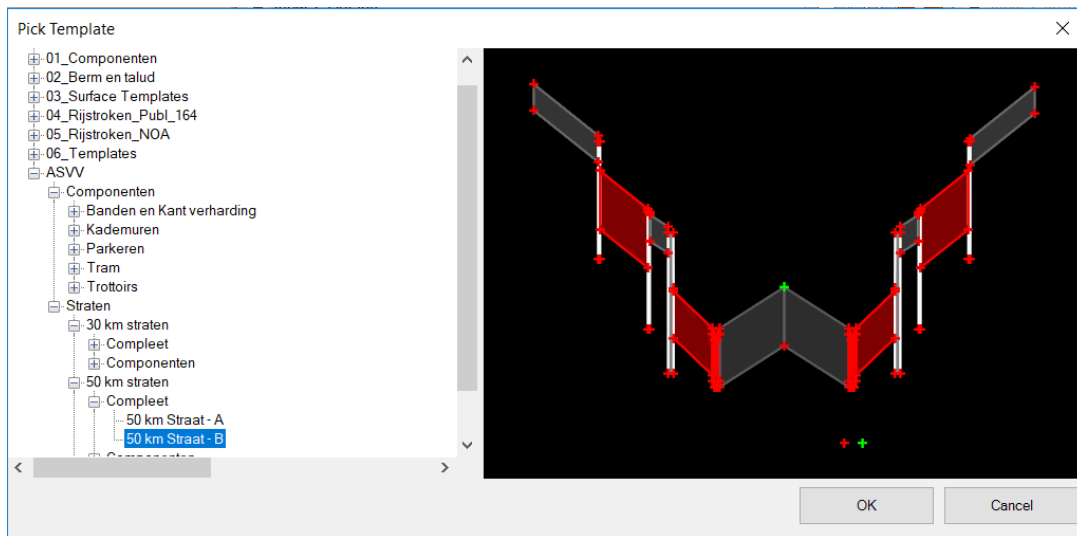 Pick Template
01_Componenten
02_Berm en talud
03_Surface Templates
04_Rijstroken_Publ_164
05_Rijstroken_NOA
06_Templates
ASVV
Componenten
Banden en Kant verharding
Kademuren
Parkeren
Tram
Trottoirs
Straten
30 km straten
Compleet
Componenten
50 km straten
Compleet
50 km Straat - A
50 km Straat - B
Componenten
OK
Cancel